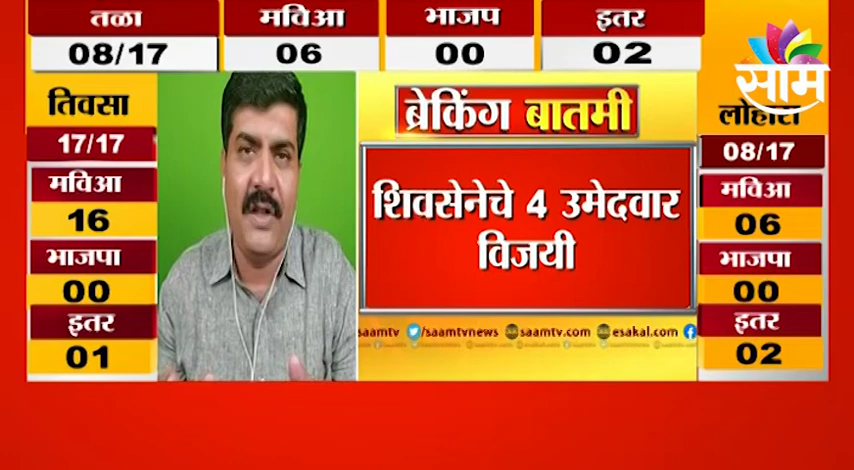 तळा मविआ भाजप इतर
08/17 06 00 02
साम
तिवसा
17/17
मविआ
16
भाजपा
00
इतर
01
ब्रेकिंग बातमी
शिवसेनेचे 4 उमेदवार
विजयी
saamtv /saamtvnews saamtv.com esakal.com
लोहारा
08/17
मविआ
06
भाजपा
00
इतर
02